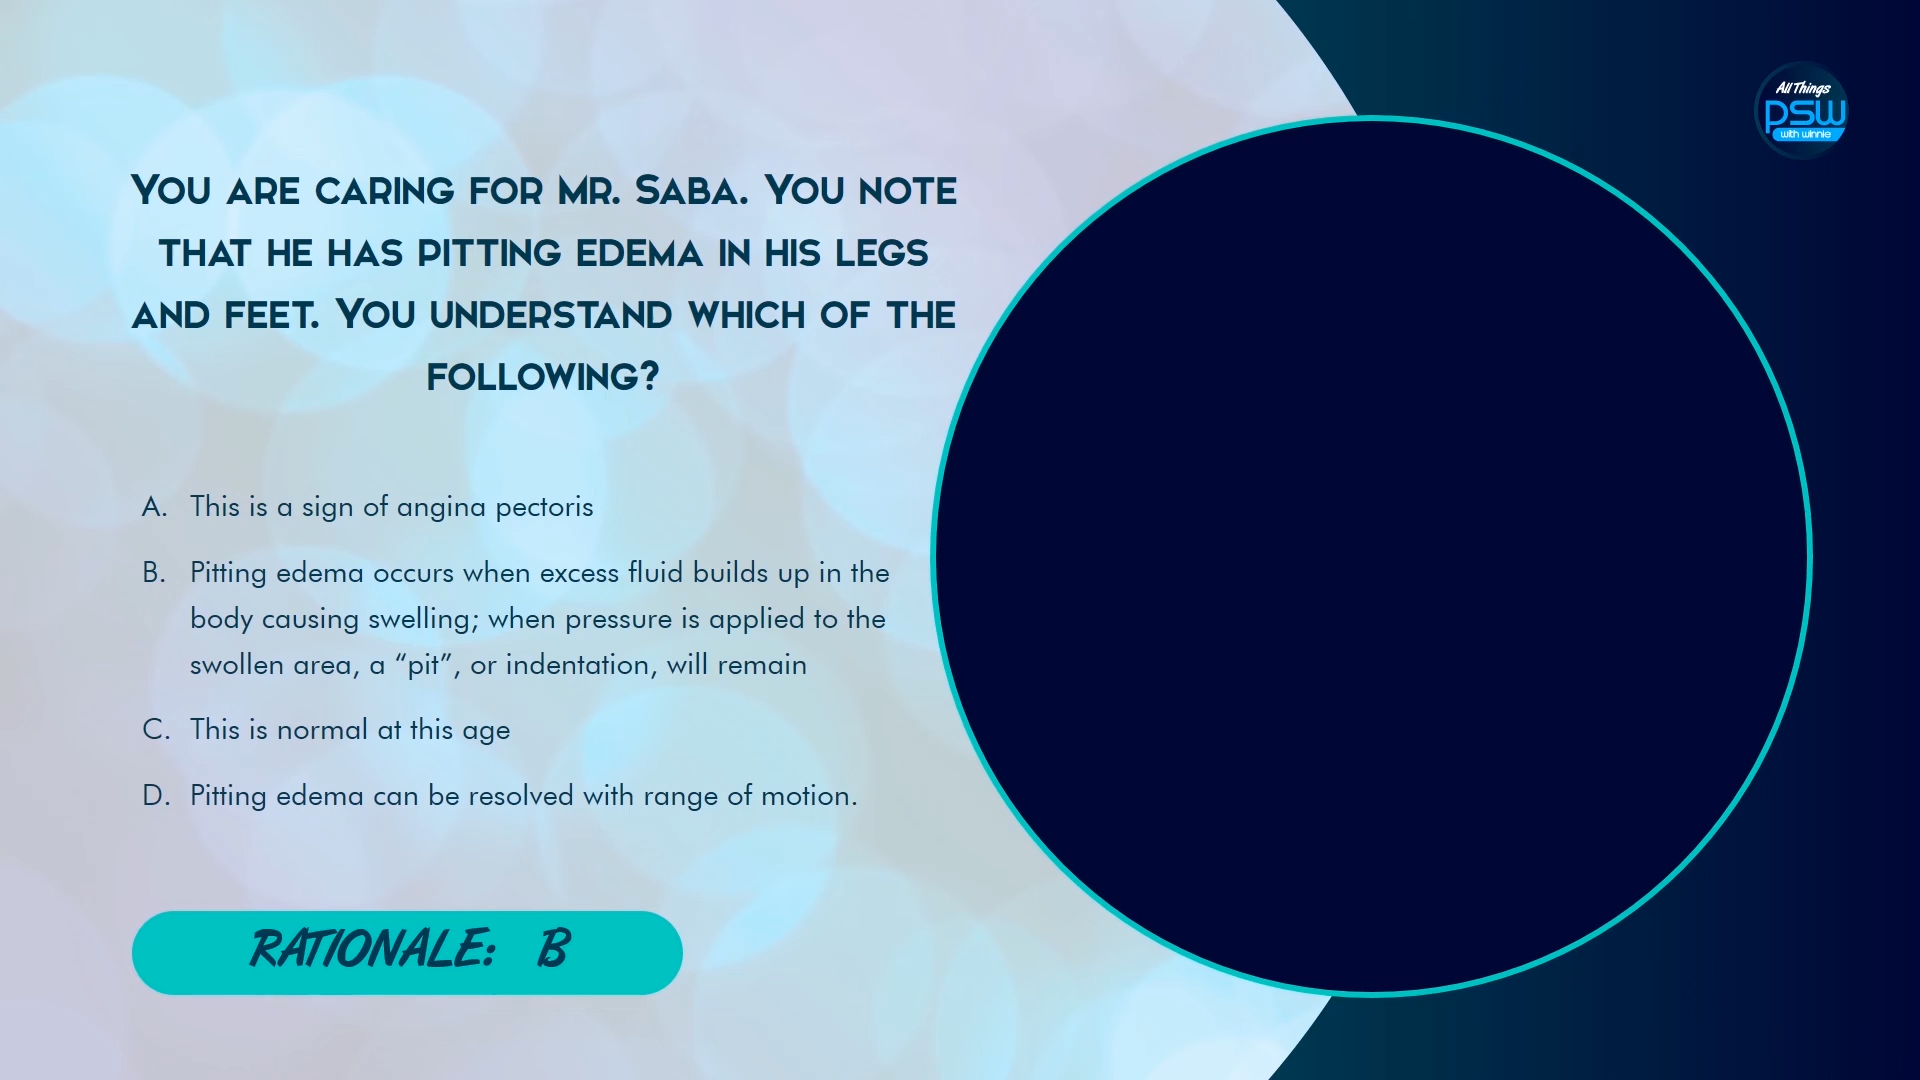 All Things
PSW
with winnie
You are caring for Mr. Saba. You note
that he has pitting edema in his legs
and feet. You understand which of the
following?
A. This is a sign of angina pectoris
B. Pitting edema occurs when excess fluid builds up in the
body causing swelling; when pressure is applied to the
swollen area, a “pit”, or indentation, will remain
C. This is normal at this age
D. Pitting edema can be resolved with range of motion.
RATIONALE: B